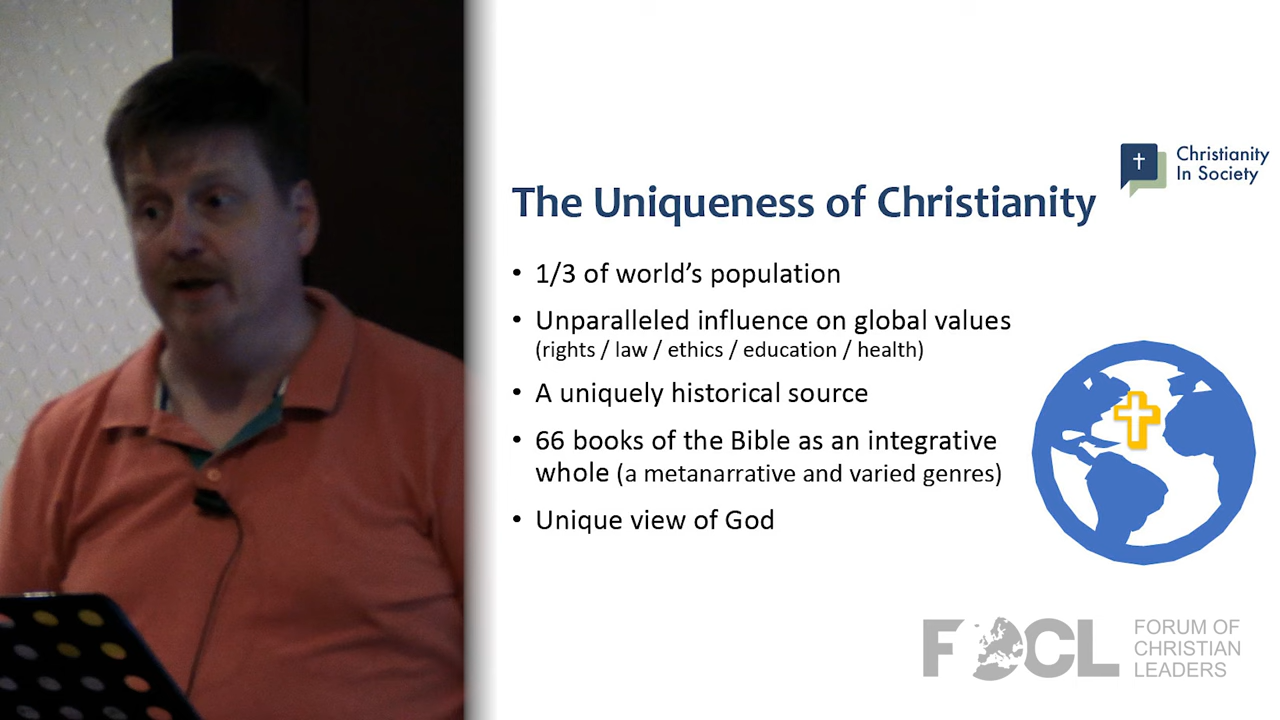 Christianity
In Society
The Uniqueness of Christianity
• 1/3 of world's population
• Unparalleled influence on global values
(rights / law / ethics / education / health)
• A uniquely historical source
• 66 books of the Bible as an integrative
whole (a metanarrative and varied genres)
• Unique view of God
FOCL
FORUM OF
CHRISTIAN
LEADERS